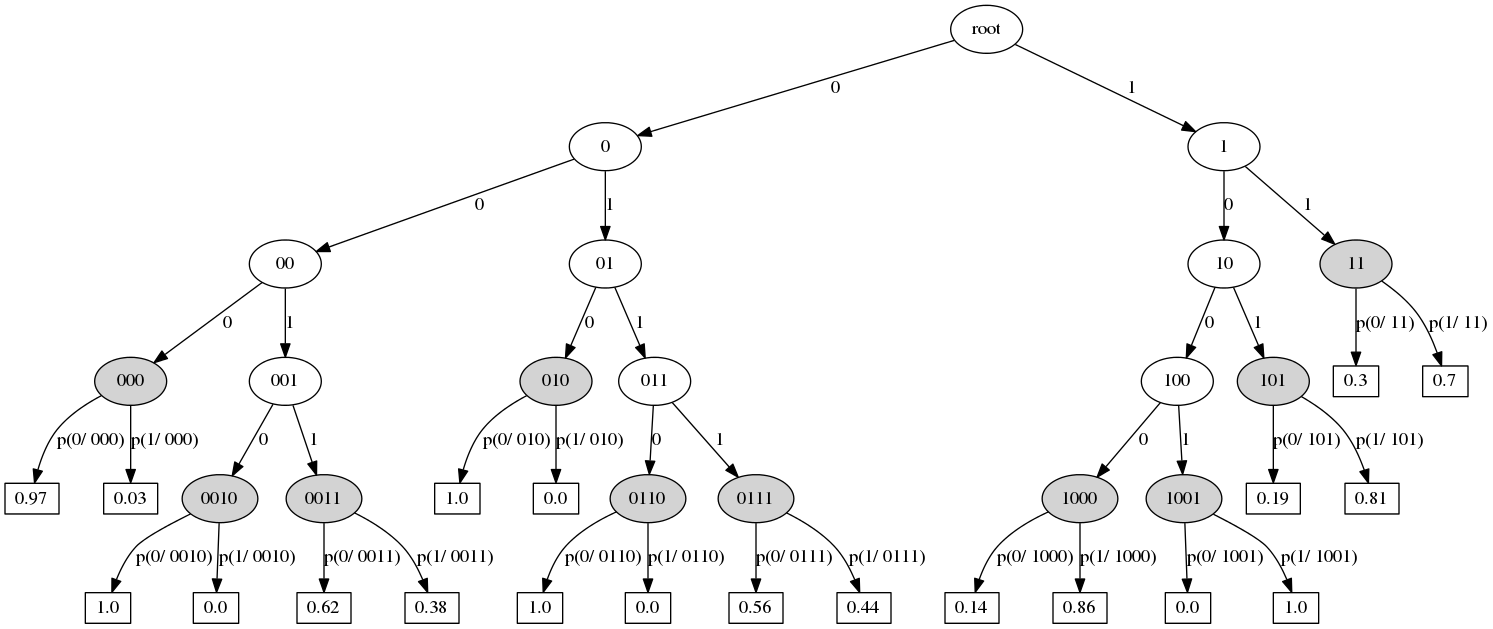 root
0 1
0 1
0 1 0 1
00 01 10 11
0 1 0 1 0 1 p(0/ 11) p(1/ 11)
000 001 010 011 100 101 0.3 0.7
p(0/ 000) p(1/ 000) 0 1 p(0/ 010) p(1/ 010) 0 1 0 1 p(0/ 101) p(1/ 101)
0.97 0.03 0010 0011 1.0 0.0 0110 0111 1000 1001 0.19 0.81
p(0/ 0010) p(1/ 0010) p(0/ 0011) p(1/ 0011) p(0/ 0110) p(1/ 0110) p(0/ 0111) p(1/ 0111) p(0/ 1000) p(1/ 1000) p(0/ 1001) p(1/ 1001)
1.0 0.0 0.62 0.38 1.0 0.0 0.56 0.44 0.14 0.86 0.0 1.0